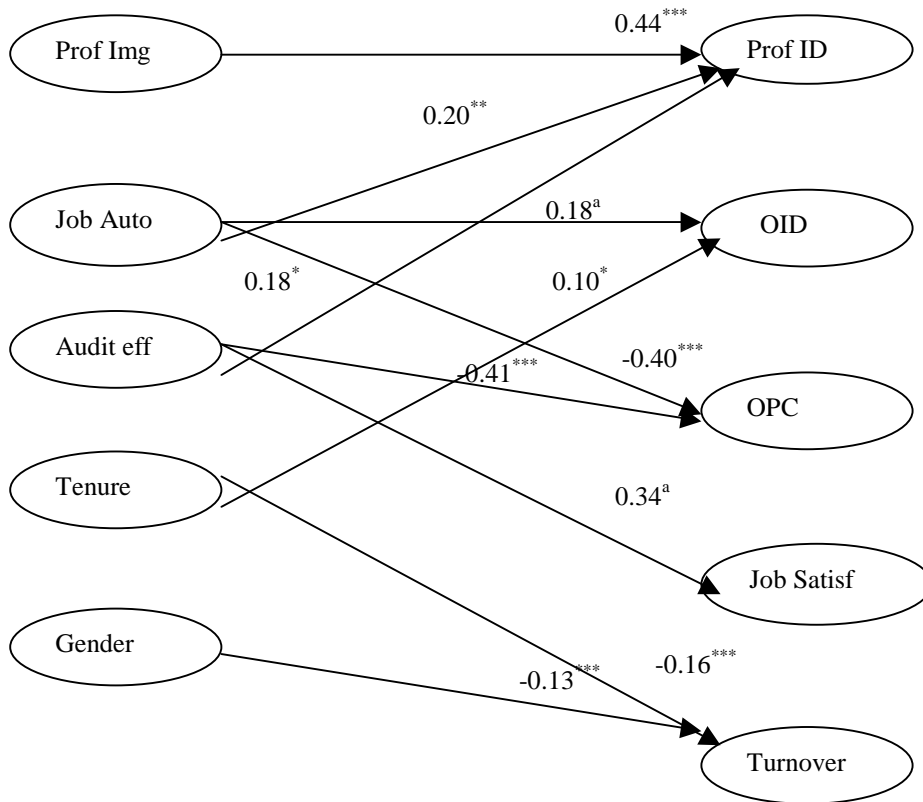 0.44***
Prof Img
Prof ID
0.20**
Job Auto
0.18ª
OID
0.18*
0.10*
Audit eff
-0.41***
-0.40***
OPC
Tenure
0.34ª
Job Satisf
Gender
-0.13***
-0.16***
Turnover